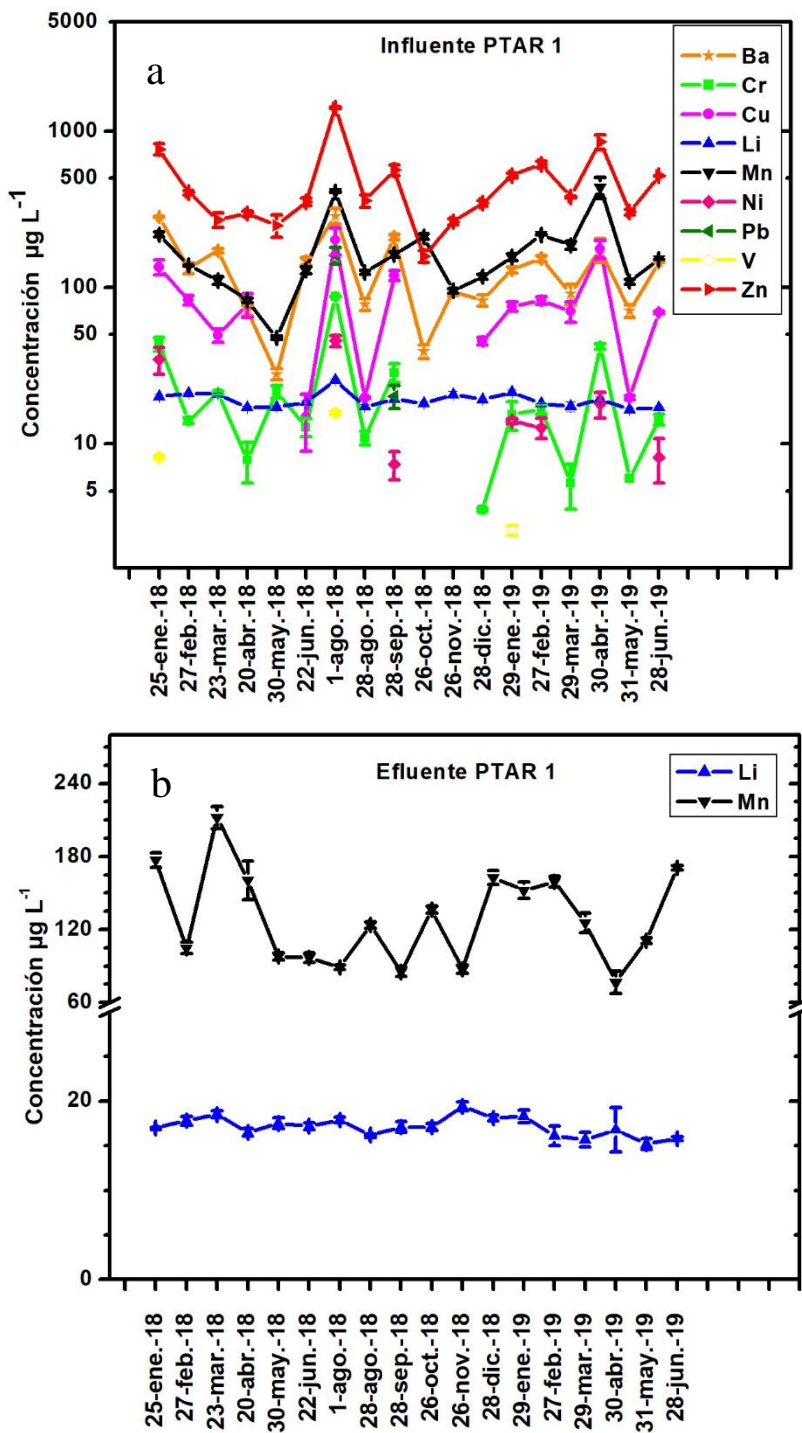 a
Influente PTAR 1
Ba
Cr
Cu
Li
Mn
Ni
Pb
V
Zn
Concentración µg L⁻¹
5000
1000
500
100
50
10
5
25-ene.-18
27-feb.-18
23-mar.-18
20-abr.-18
30-may.-18
22-jun.-18
1-ago.-18
28-ago.-18
28-sep.-18
26-oct.-18
26-nov.-18
28-dic.-18
29-ene.-19
27-feb.-19
29-mar.-19
30-abr.-19
31-may.-19
28-jun.-19
b
Efluente PTAR 1
Li
Mn
Concentración µg L⁻¹
240
180
120
60
20
0
25-ene.-18
27-feb.-18
23-mar.-18
20-abr.-18
30-may.-18
22-jun.-18
1-ago.-18
28-ago.-18
28-sep.-18
26-oct.-18
26-nov.-18
28-dic.-18
29-ene.-19
27-feb.-19
29-mar.-19
30-abr.-19
31-may.-19
28-jun.-19